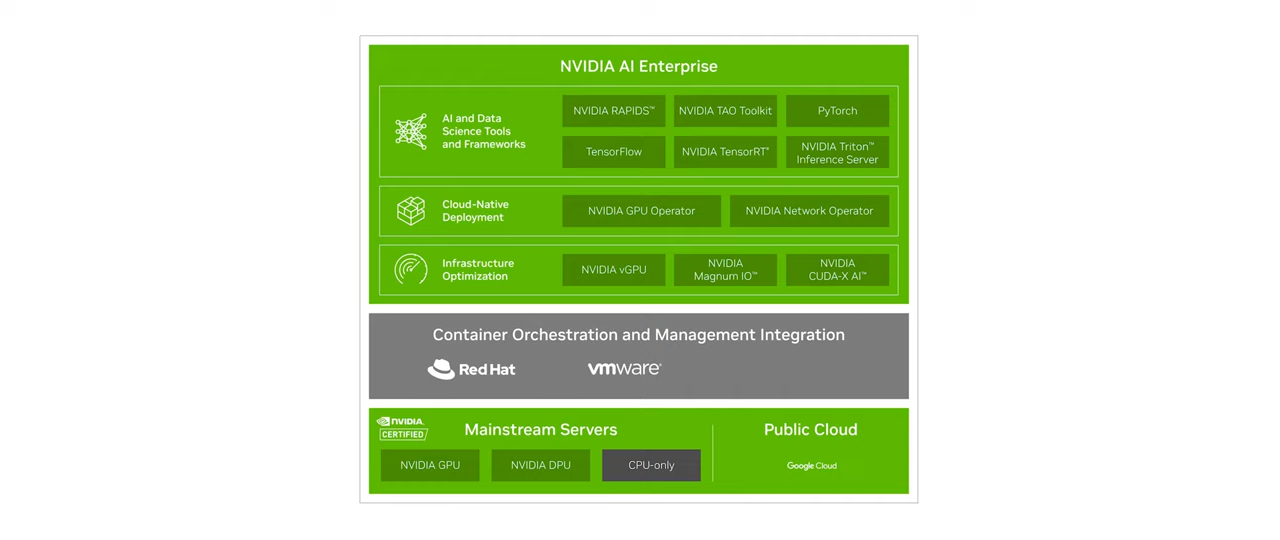 NVIDIA AI Enterprise
AI and Data
Science Tools
and Frameworks
NVIDIA RAPIDS™
NVIDIA TAO Toolkit
PyTorch
TensorFlow
NVIDIA TensorRT®
NVIDIA Triton™
Inference Server
Cloud-Native
Deployment
NVIDIA GPU Operator
NVIDIA Network Operator
Infrastructure
Optimization
NVIDIA vGPU
NVIDIA
Magnum IO™
NVIDIA
CUDA-X AI™
Container Orchestration and Management Integration
Red Hat
vmware®
NVIDIA.
CERTIFIED
Mainstream Servers
NVIDIA GPU
NVIDIA DPU
CPU-only
Public Cloud
Google Cloud